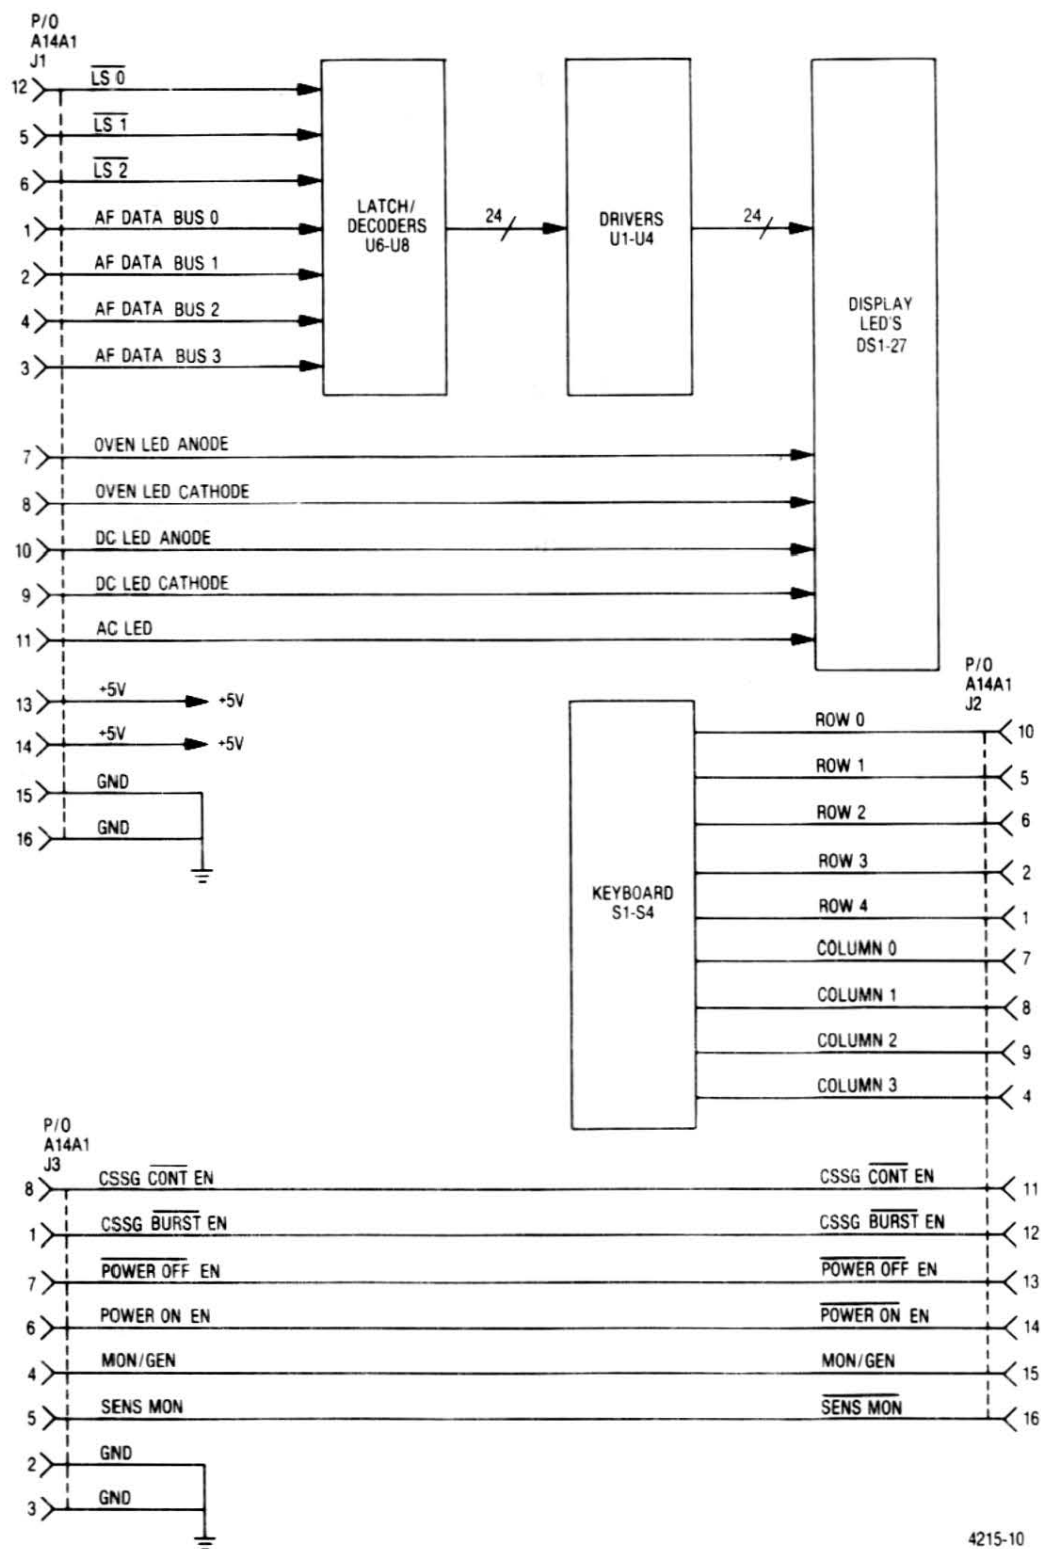 P/O
A14A1
J1
12 LS 0
5 LS 1
6 LS 2
1 AF DATA BUS 0
2 AF DATA BUS 1
4 AF DATA BUS 2
3 AF DATA BUS 3
LATCH/
DECODERS
U6-U8
24
DRIVERS
U1-U4
24
DISPLAY
LED'S
DS1-27
7 OVEN LED ANODE
8 OVEN LED CATHODE
10 DC LED ANODE
9 DC LED CATHODE
11 AC LED
13 +5V +5V
14 +5V +5V
15 GND
16 GND
P/O
A14A1
J2
KEYBOARD
S1-S4
ROW 0 10
ROW 1 5
ROW 2 6
ROW 3 2
ROW 4 1
COLUMN 0 7
COLUMN 1 8
COLUMN 2 9
COLUMN 3 4
P/O
A14A1
J3
8 CSSG CONT EN CSSG CONT EN 11
1 CSSG BURST EN CSSG BURST EN 12
7 POWER OFF EN POWER OFF EN 13
6 POWER ON EN POWER ON EN 14
4 MON/GEN MON/GEN 15
5 SENS MON SENS MON 16
2 GND
3 GND
4215-10